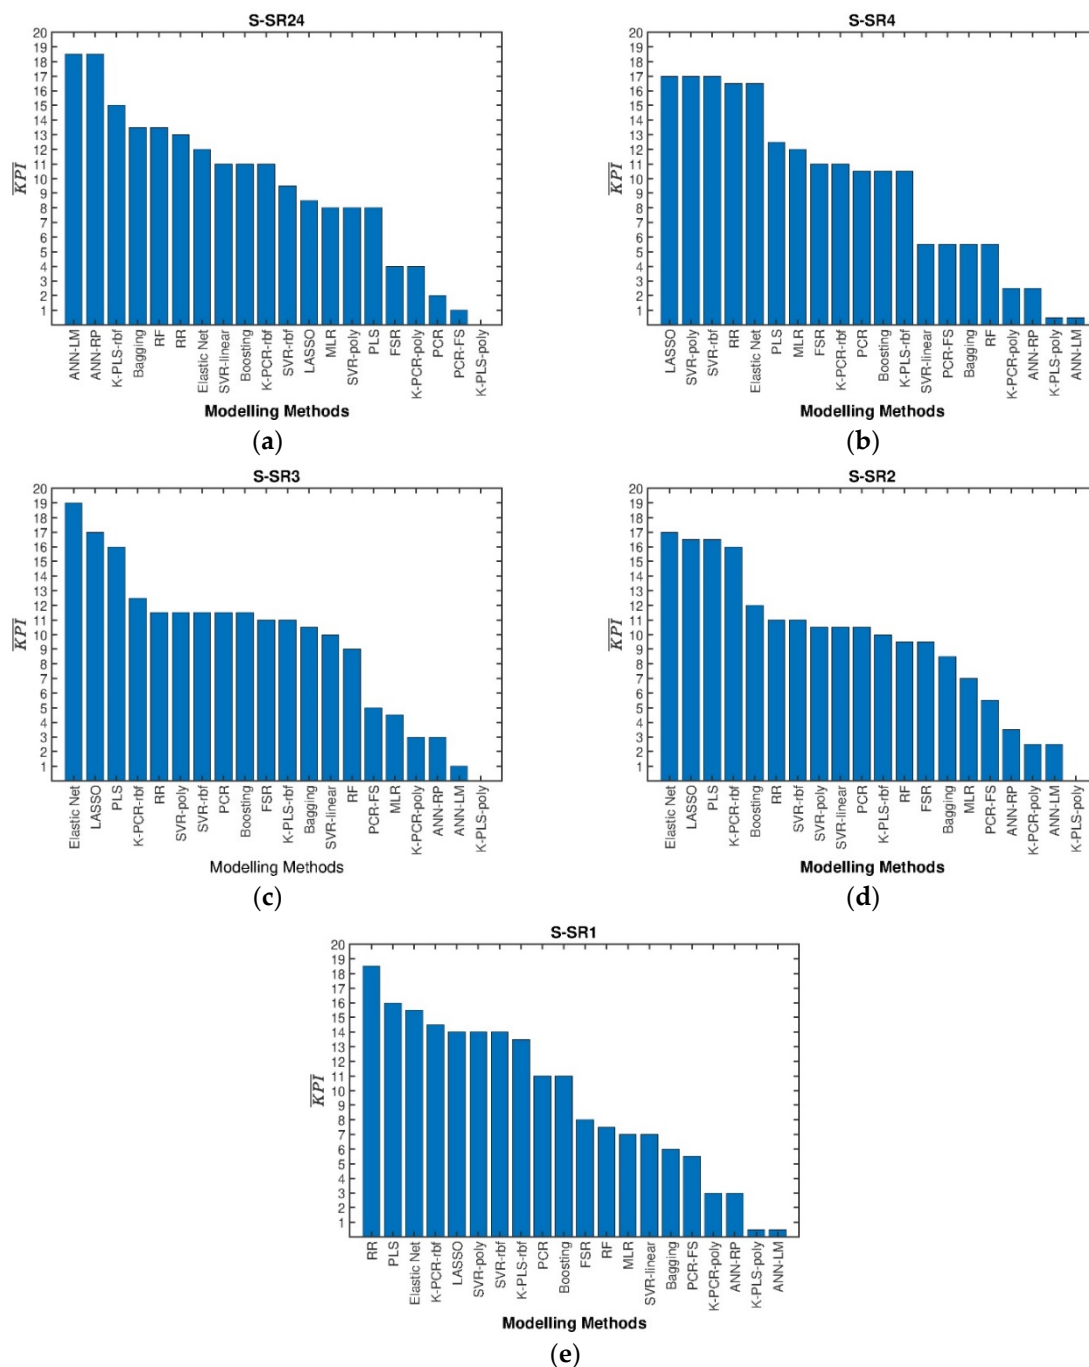 S-SR24
20
19
18
17
16
15
14
13
12
11
10
9
8
7
6
5
4
3
2
1
KPI
ANN-LM
ANN-RP
K-PLS-rbf
Bagging
RF
RR
Elastic Net
SVR-linear
Boosting
K-PCR-rbf
SVR-rbf
LASSO
MLR
SVR-poly
PLS
FSR
K-PCR-poly
PCR
PCR-FS
K-PLS-poly
Modelling Methods
(a)
S-SR4
20
19
18
17
16
15
14
13
12
11
10
9
8
7
6
5
4
3
2
1
KPI
LASSO
SVR-poly
SVR-rbf
RR
Elastic Net
PLS
MLR
FSR
K-PCR-rbf
PCR
Boosting
K-PLS-rbf
SVR-linear
PCR-FS
Bagging
RF
K-PCR-poly
ANN-RP
K-PLS-poly
ANN-LM
Modelling Methods
(b)
S-SR3
20
19
18
17
16
15
14
13
12
11
10
9
8
7
6
5
4
3
2
1
KPI
Elastic Net
LASSO
PLS
K-PCR-rbf
RR
SVR-poly
SVR-rbf
PCR
Boosting
FSR
K-PLS-rbf
Bagging
SVR-linear
RF
PCR-FS
MLR
K-PCR-poly
ANN-RP
ANN-LM
K-PLS-poly
Modelling Methods
(c)
S-SR2
20
19
18
17
16
15
14
13
12
11
10
9
8
7
6
5
4
3
2
1
KPI
Elastic Net
LASSO
PLS
K-PCR-rbf
Boosting
RR
SVR-rbf
SVR-poly
SVR-linear
PCR
K-PLS-rbf
RF
FSR
Bagging
MLR
PCR-FS
ANN-RP
K-PCR-poly
ANN-LM
K-PLS-poly
Modelling Methods
(d)
S-SR1
20
19
18
17
16
15
14
13
12
11
10
9
8
7
6
5
4
3
2
1
KPI
RR
PLS
Elastic Net
K-PCR-rbf
LASSO
SVR-poly
SVR-rbf
K-PLS-rbf
PCR
Boosting
FSR
RF
MLR
SVR-linear
Bagging
PCR-FS
K-PCR-poly
ANN-RP
K-PLS-poly
ANN-LM
Modelling Methods
(e)